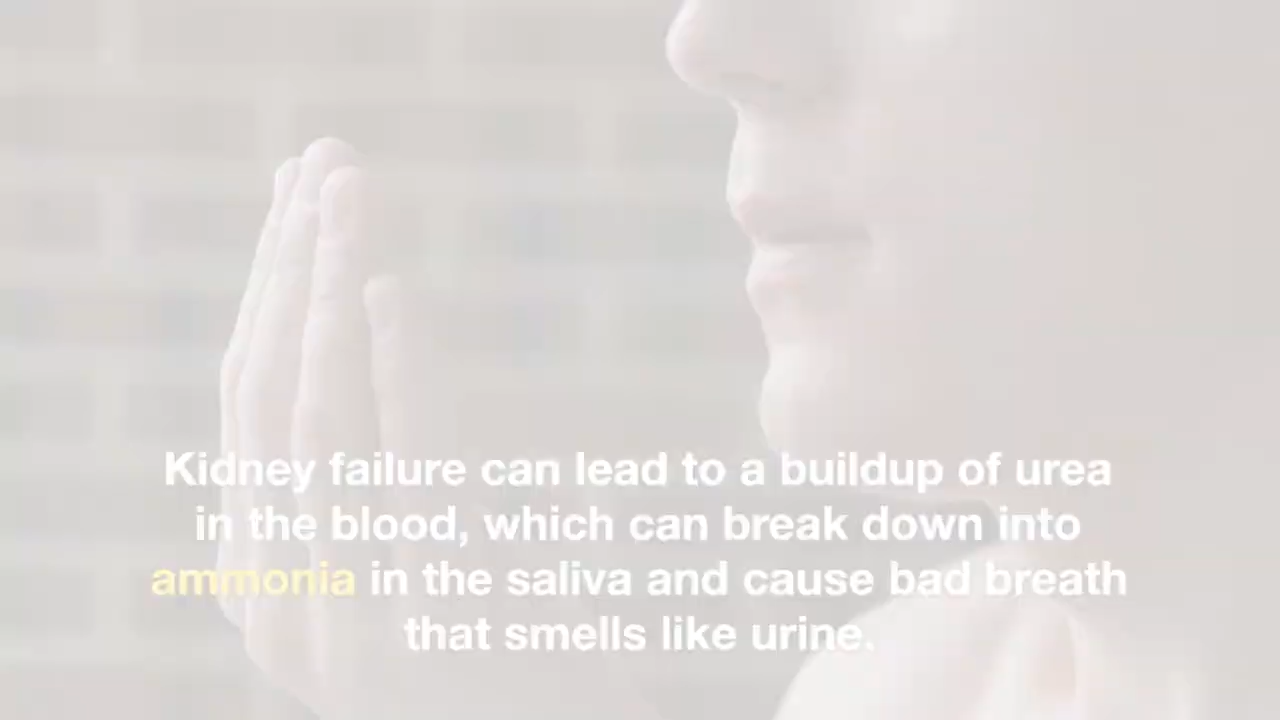 Kidney failure can lead to a buildup of urea
in the blood, which can break down into
ammonia in the saliva and cause bad breath
that smells like urine.